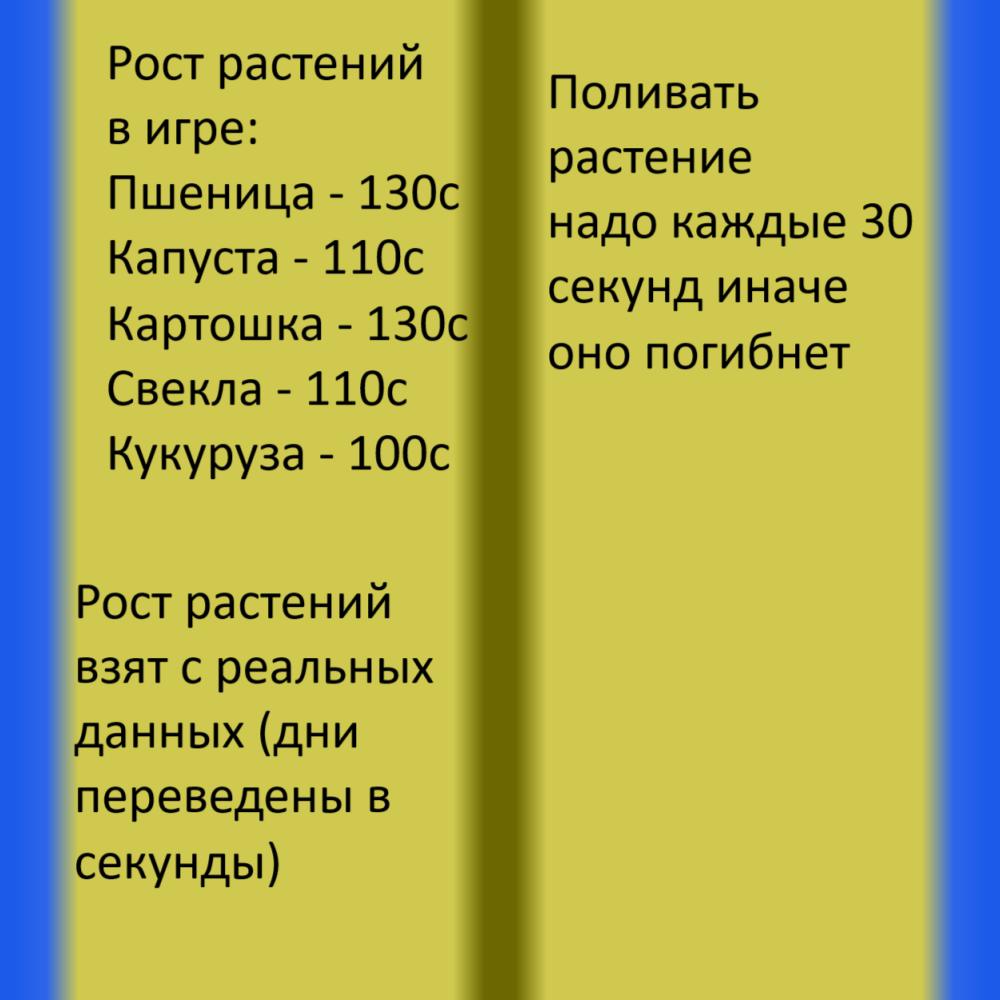 Рост растений
в игре:
Пшеница - 130с
Капуста - 110с
Картошка - 130с
Свекла - 110с
Кукуруза - 100с
Рост растений
взят с реальных
данных (дни
переведены в
секунды)
Поливать
растение
надо каждые 30
секунд иначе
оно погибнет